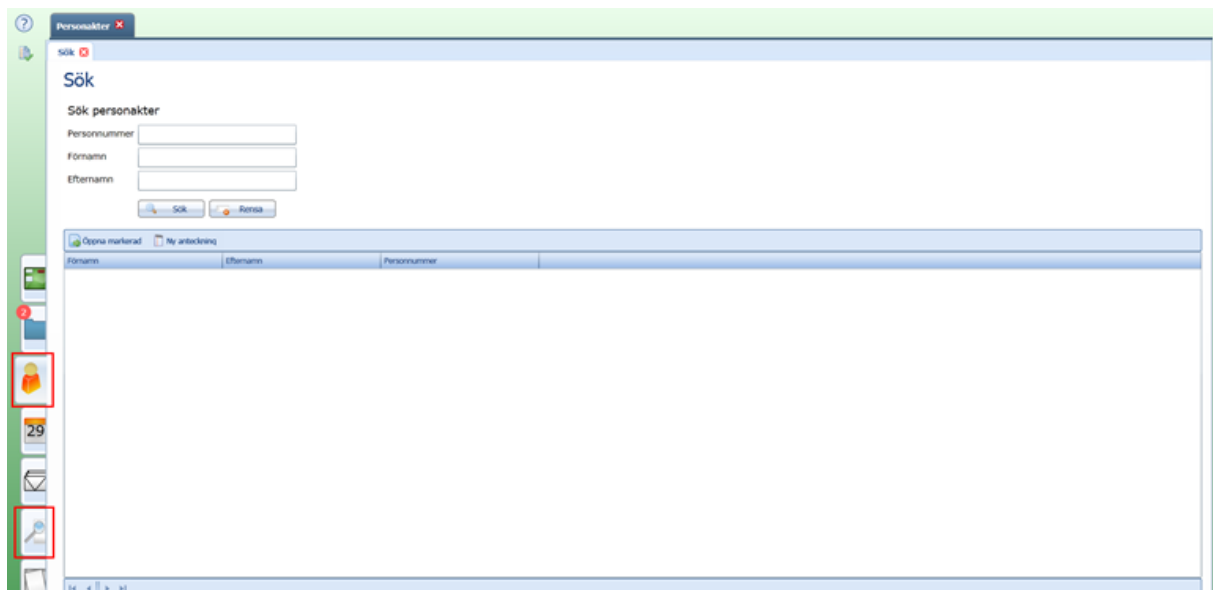 Personakter
Sök
Sök
Sök personakter
Personnummer
Förnamn
Efternamn
Sök Rensa
Öppna markerad Ny anteckning
Förnamn Efternamn Personnummer
2
29